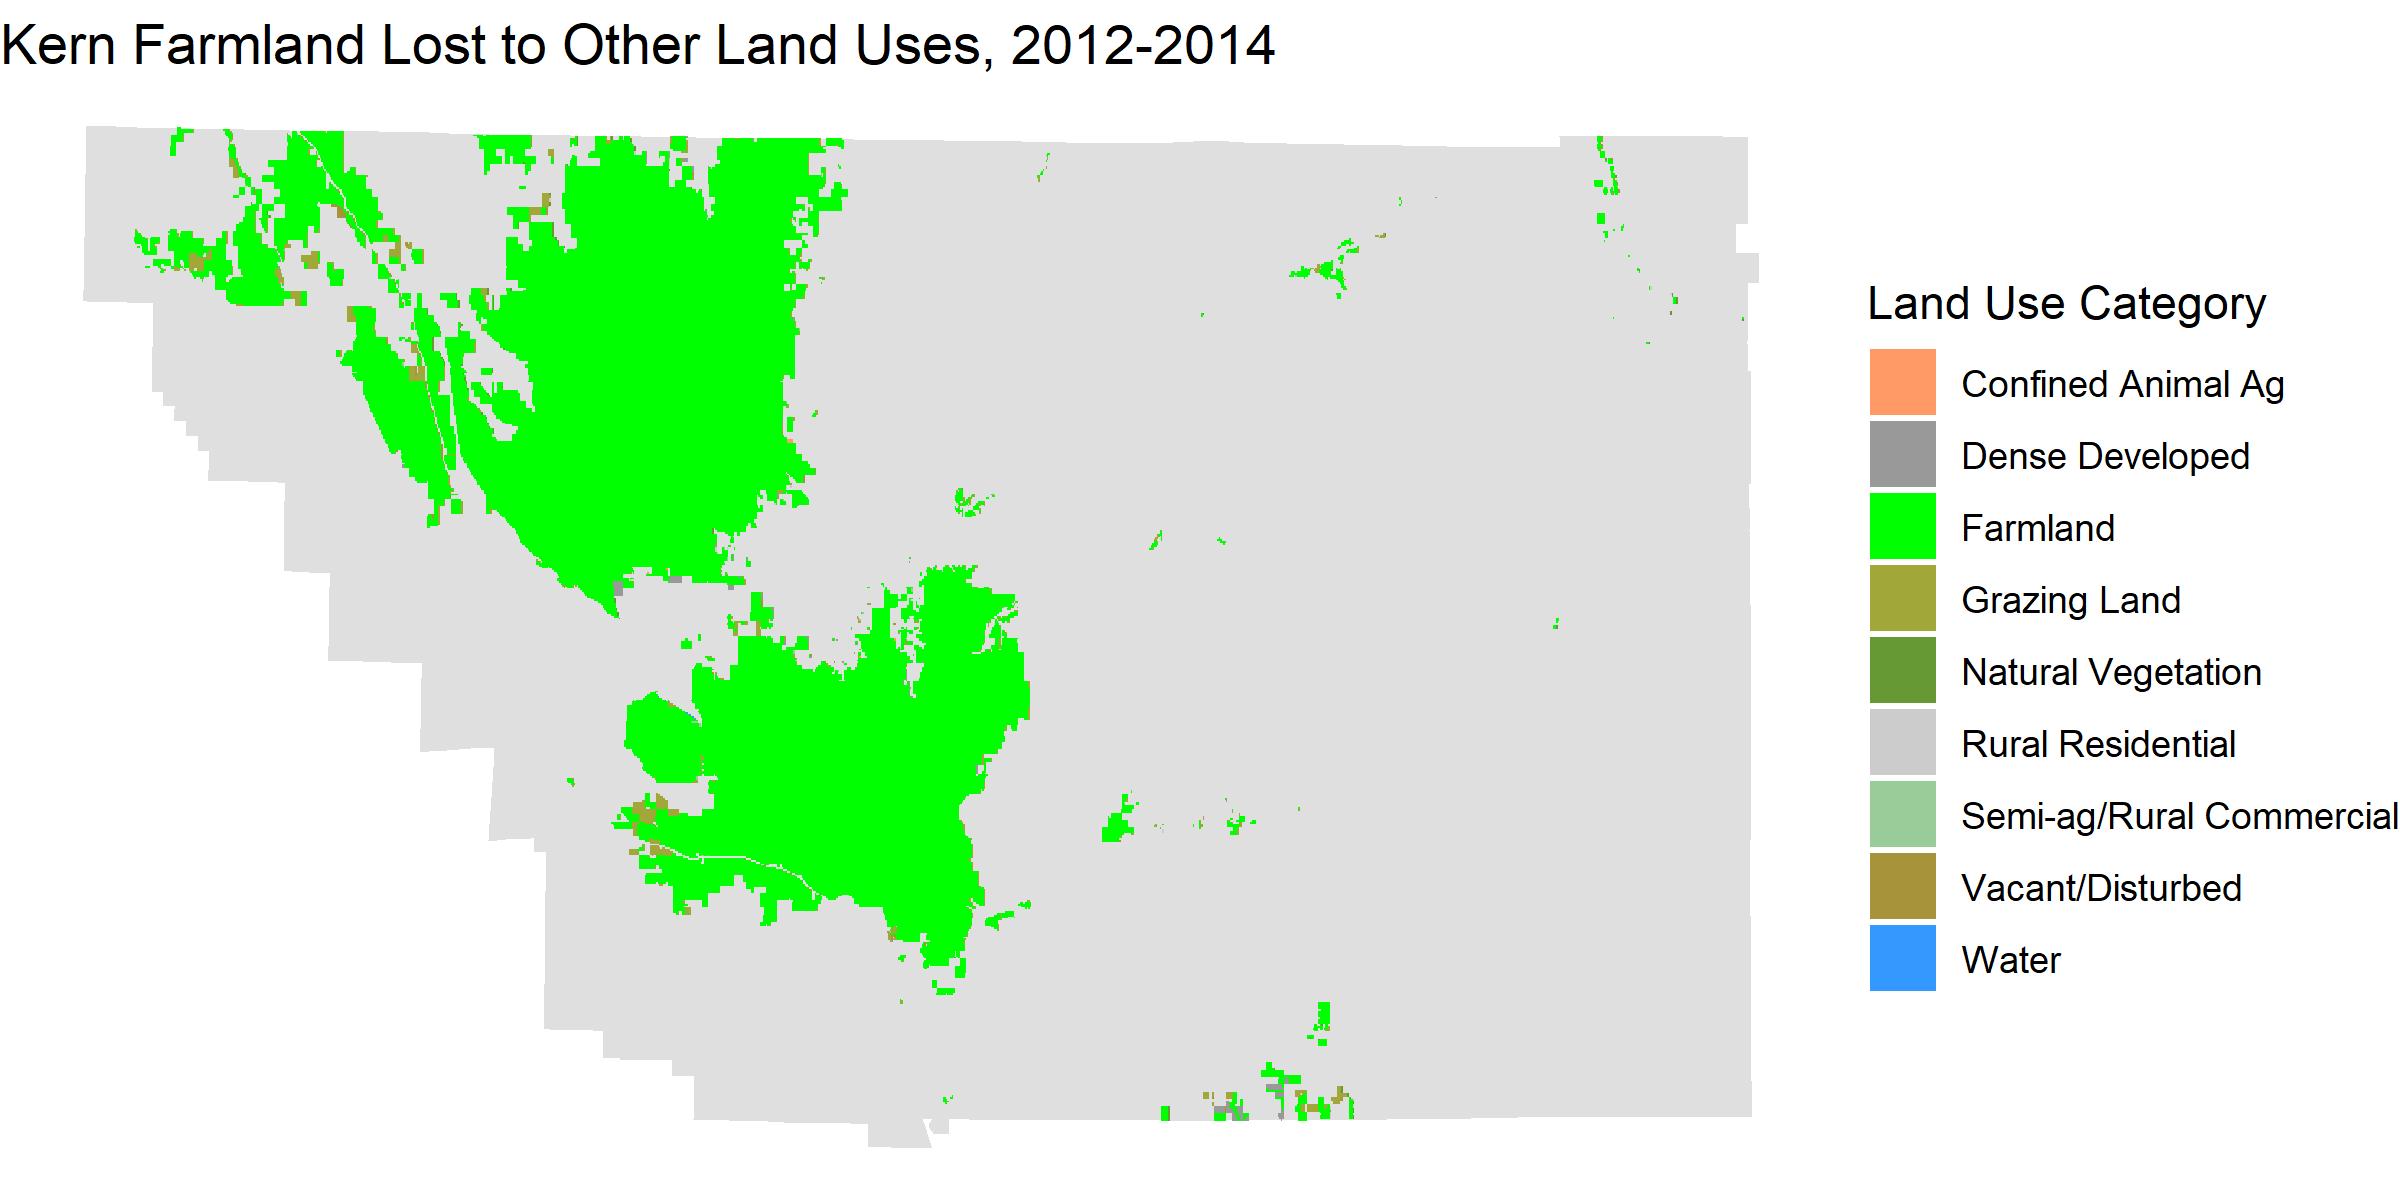 Kern Farmland Lost to Other Land Uses, 2012-2014
Land Use Category
Confined Animal Ag
Dense Developed
Farmland
Grazing Land
Natural Vegetation
Rural Residential
Semi-ag/Rural Commercial
Vacant/Disturbed
Water